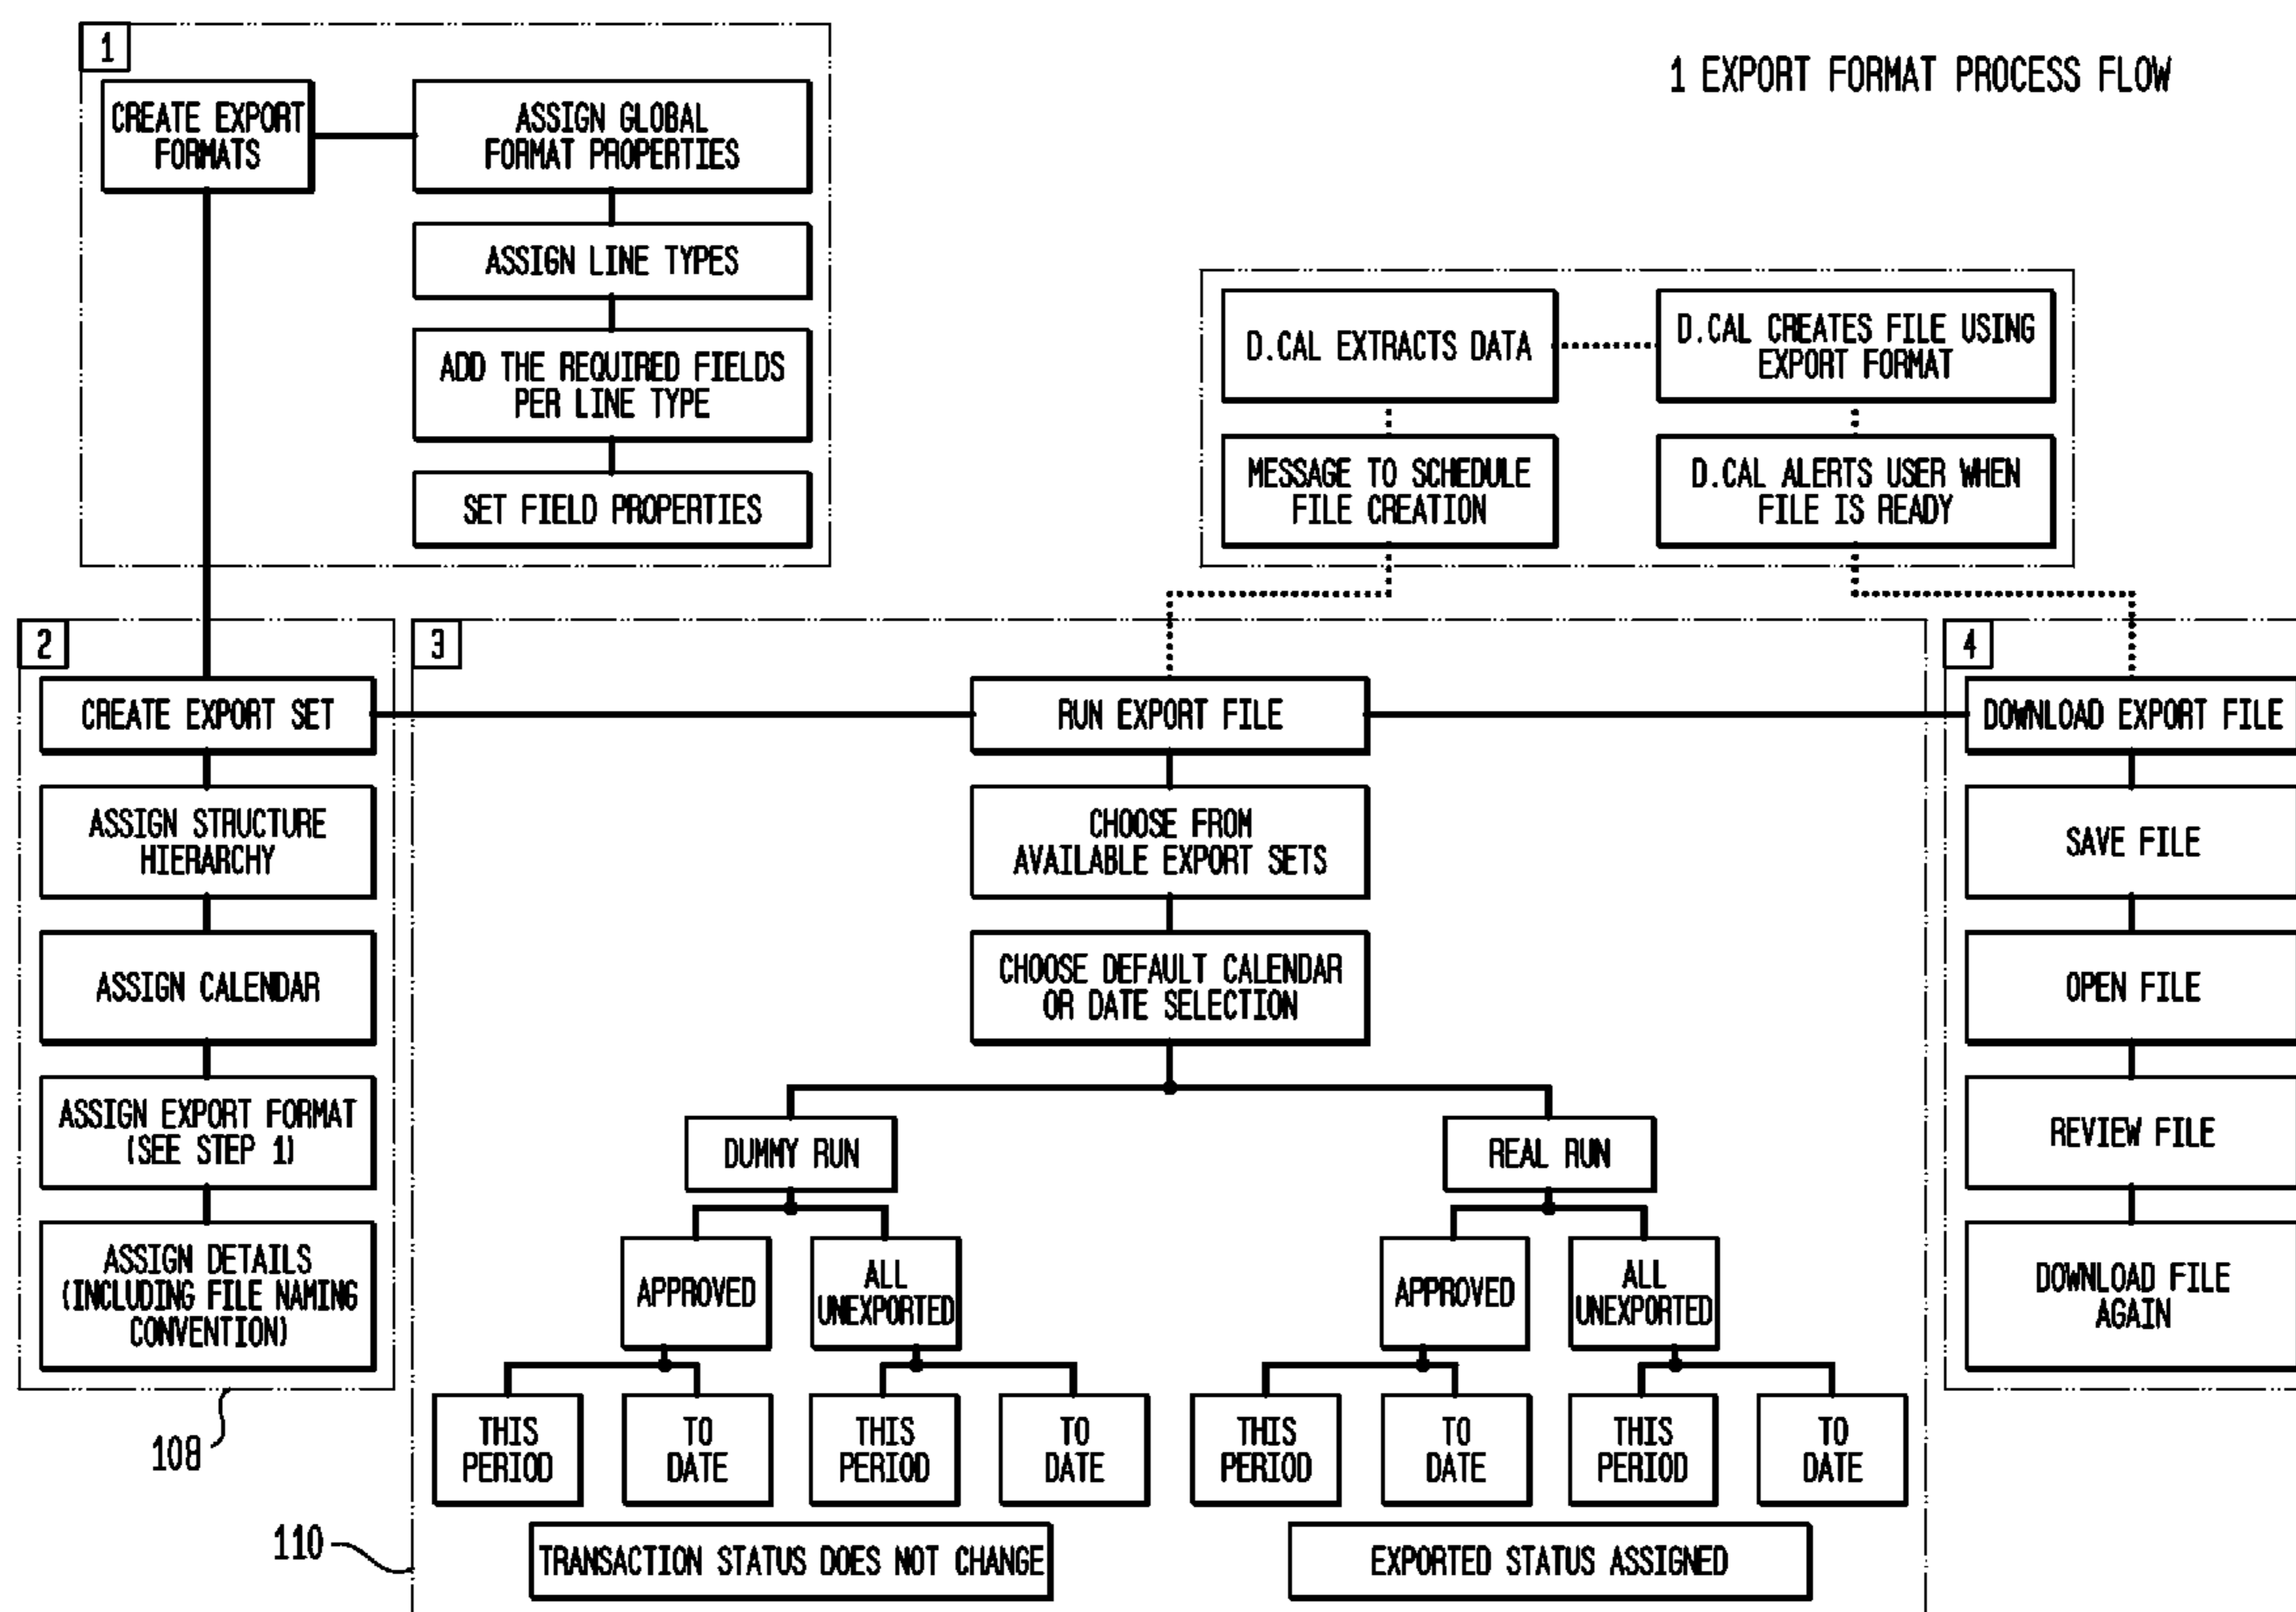 1 EXPORT FORMAT PROCESS FLOW
1
CREATE EXPORT
FORMATS
ASSIGN GLOBAL
FORMAT PROPERTIES
ASSIGN LINE TYPES
ADD THE REQUIRED FIELDS
PER LINE TYPE
SET FIELD PROPERTIES
D.CAL EXTRACTS DATA
D.CAL CREATES FILE USING
EXPORT FORMAT
MESSAGE TO SCHEDULE
FILE CREATION
D.CAL ALERTS USER WHEN
FILE IS READY
2
CREATE EXPORT SET
ASSIGN STRUCTURE
HIERARCHY
ASSIGN CALENDAR
ASSIGN EXPORT FORMAT
(SEE STEP 1)
ASSIGN DETAILS
(INCLUDING FILE NAMING
CONVENTION)
108
3
RUN EXPORT FILE
CHOOSE FROM
AVAILABLE EXPORT SETS
CHOOSE DEFAULT CALENDAR
OR DATE SELECTION
DUMMY RUN
REAL RUN
APPROVED
ALL
UNEXPORTED
APPROVED
ALL
UNEXPORTED
THIS
PERIOD
TO
DATE
THIS
PERIOD
TO
DATE
THIS
PERIOD
TO
DATE
THIS
PERIOD
TO
DATE
TRANSACTION STATUS DOES NOT CHANGE
EXPORTED STATUS ASSIGNED
110
4
DOWNLOAD EXPORT FILE
SAVE FILE
OPEN FILE
REVIEW FILE
DOWNLOAD FILE
AGAIN